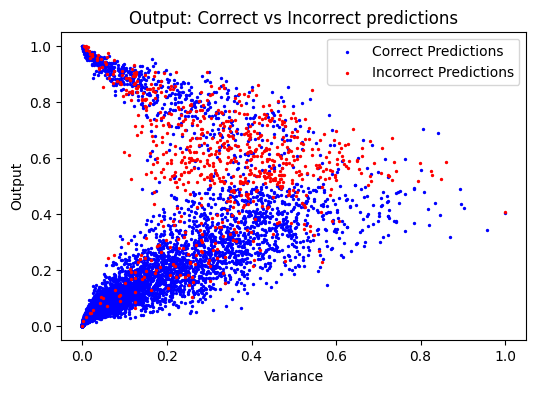 Output: Correct vs Incorrect predictions
Correct Predictions
Incorrect Predictions
Output
1.0
0.8
0.6
0.4
0.2
0.0
0.0 0.2 0.4 0.6 0.8 1.0
Variance